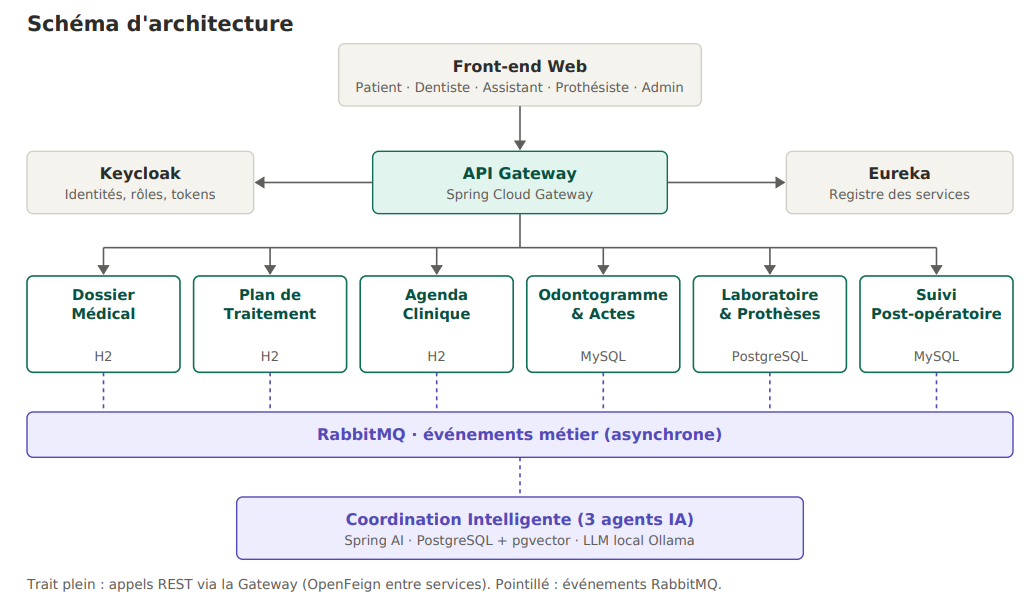 Schéma d'architecture
Front-end Web
Patient · Dentiste · Assistant · Prothésiste · Admin
Keycloak
Identités, rôles, tokens
API Gateway
Spring Cloud Gateway
Eureka
Registre des services
Dossier
Médical
H2
Plan de
Traitement
H2
Agenda
Clinique
H2
Odontogramme
& Actes
MySQL
Laboratoire
& Prothèses
PostgreSQL
Suivi
Post-opératoire
MySQL
RabbitMQ · événements métier (asynchrone)
Coordination Intelligente (3 agents IA)
Spring AI · PostgreSQL + pgvector · LLM local Ollama
Trait plein : appels REST via la Gateway (OpenFeign entre services). Pointillé : événements RabbitMQ.